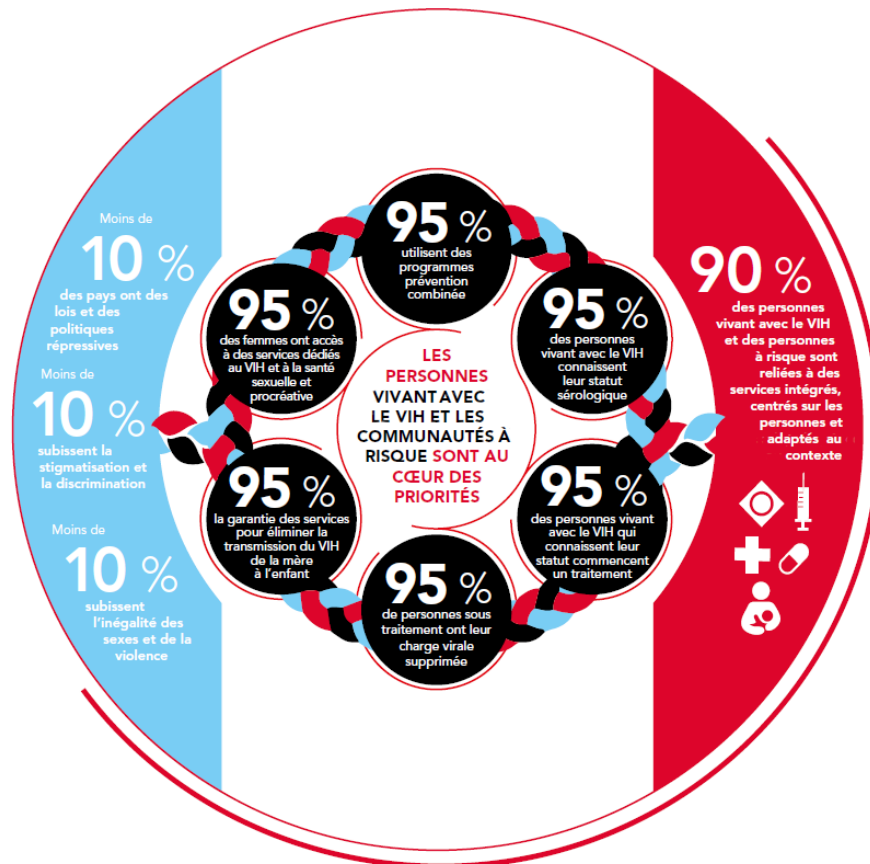 Moins de
10 %
des pays ont des
lois et des
politiques
répressives
Moins de
10 %
subissent la
stigmatisation et
la discrimination
Moins de
10 %
subissent
l'inégalité des
sexes et de la
violence
95 %
utilisent des
programmes
prévention
combinée
95 %
des personnes
vivant avec le VIH
connaissent
leur statut
sérologique
95 %
des personnes vivant
avec le VIH qui
connaissent leur
statut commencent
un traitement
95 %
de personnes sous
traitement ont leur
charge virale
supprimée
95 %
la garantie des services
pour éliminer la
transmission du VIH
de la mère
à l'enfant
95 %
des femmes ont accès
à des services dédiés
au VIH et à la santé
sexuelle et
procréative
LES
PERSONNES
VIVANT AVEC
LE VIH ET LES
COMMUNAUTÉS À
RISQUE SONT AU
CŒUR DES
PRIORITÉS
90 %
des personnes
vivant avec le VIH
et des personnes
à risque sont
reliées à des
services intégrés,
centrés sur les
personnes et
adaptés au
contexte